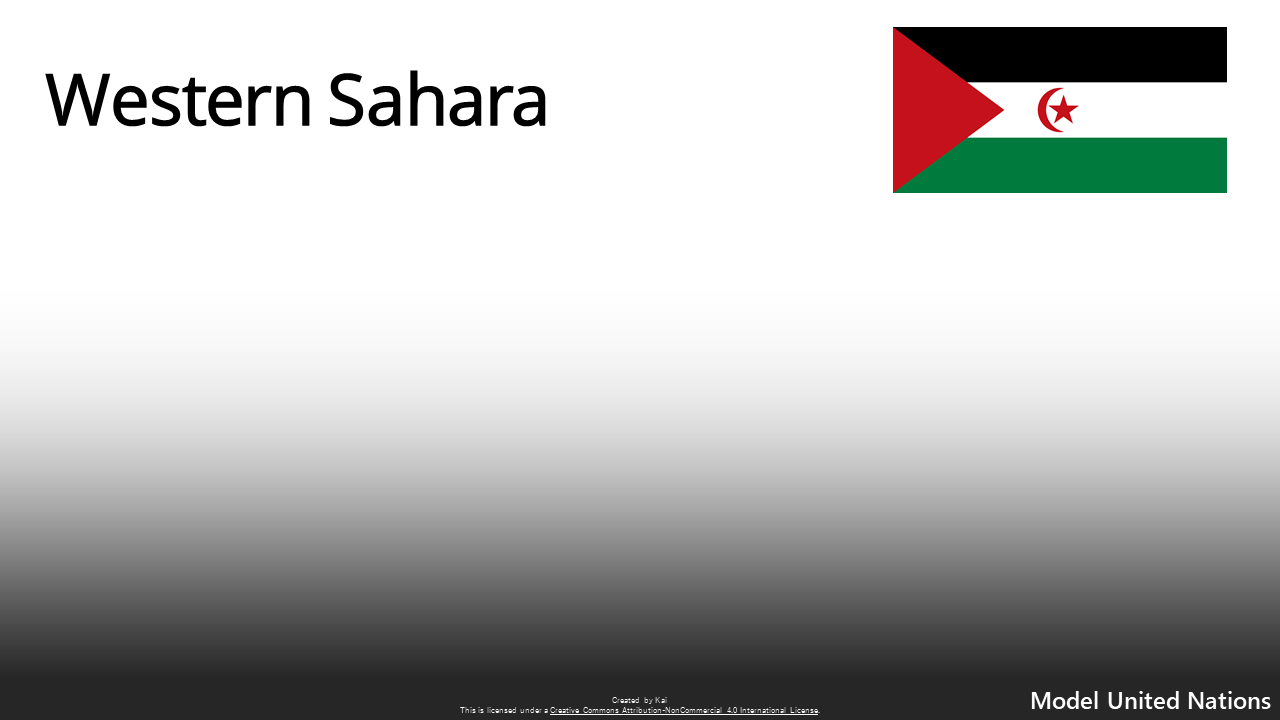 Western Sahara
Created by Kai
This is licensed under a Creative Commons Attribution-NonCommercial 4.0 International License.
Model United Nations